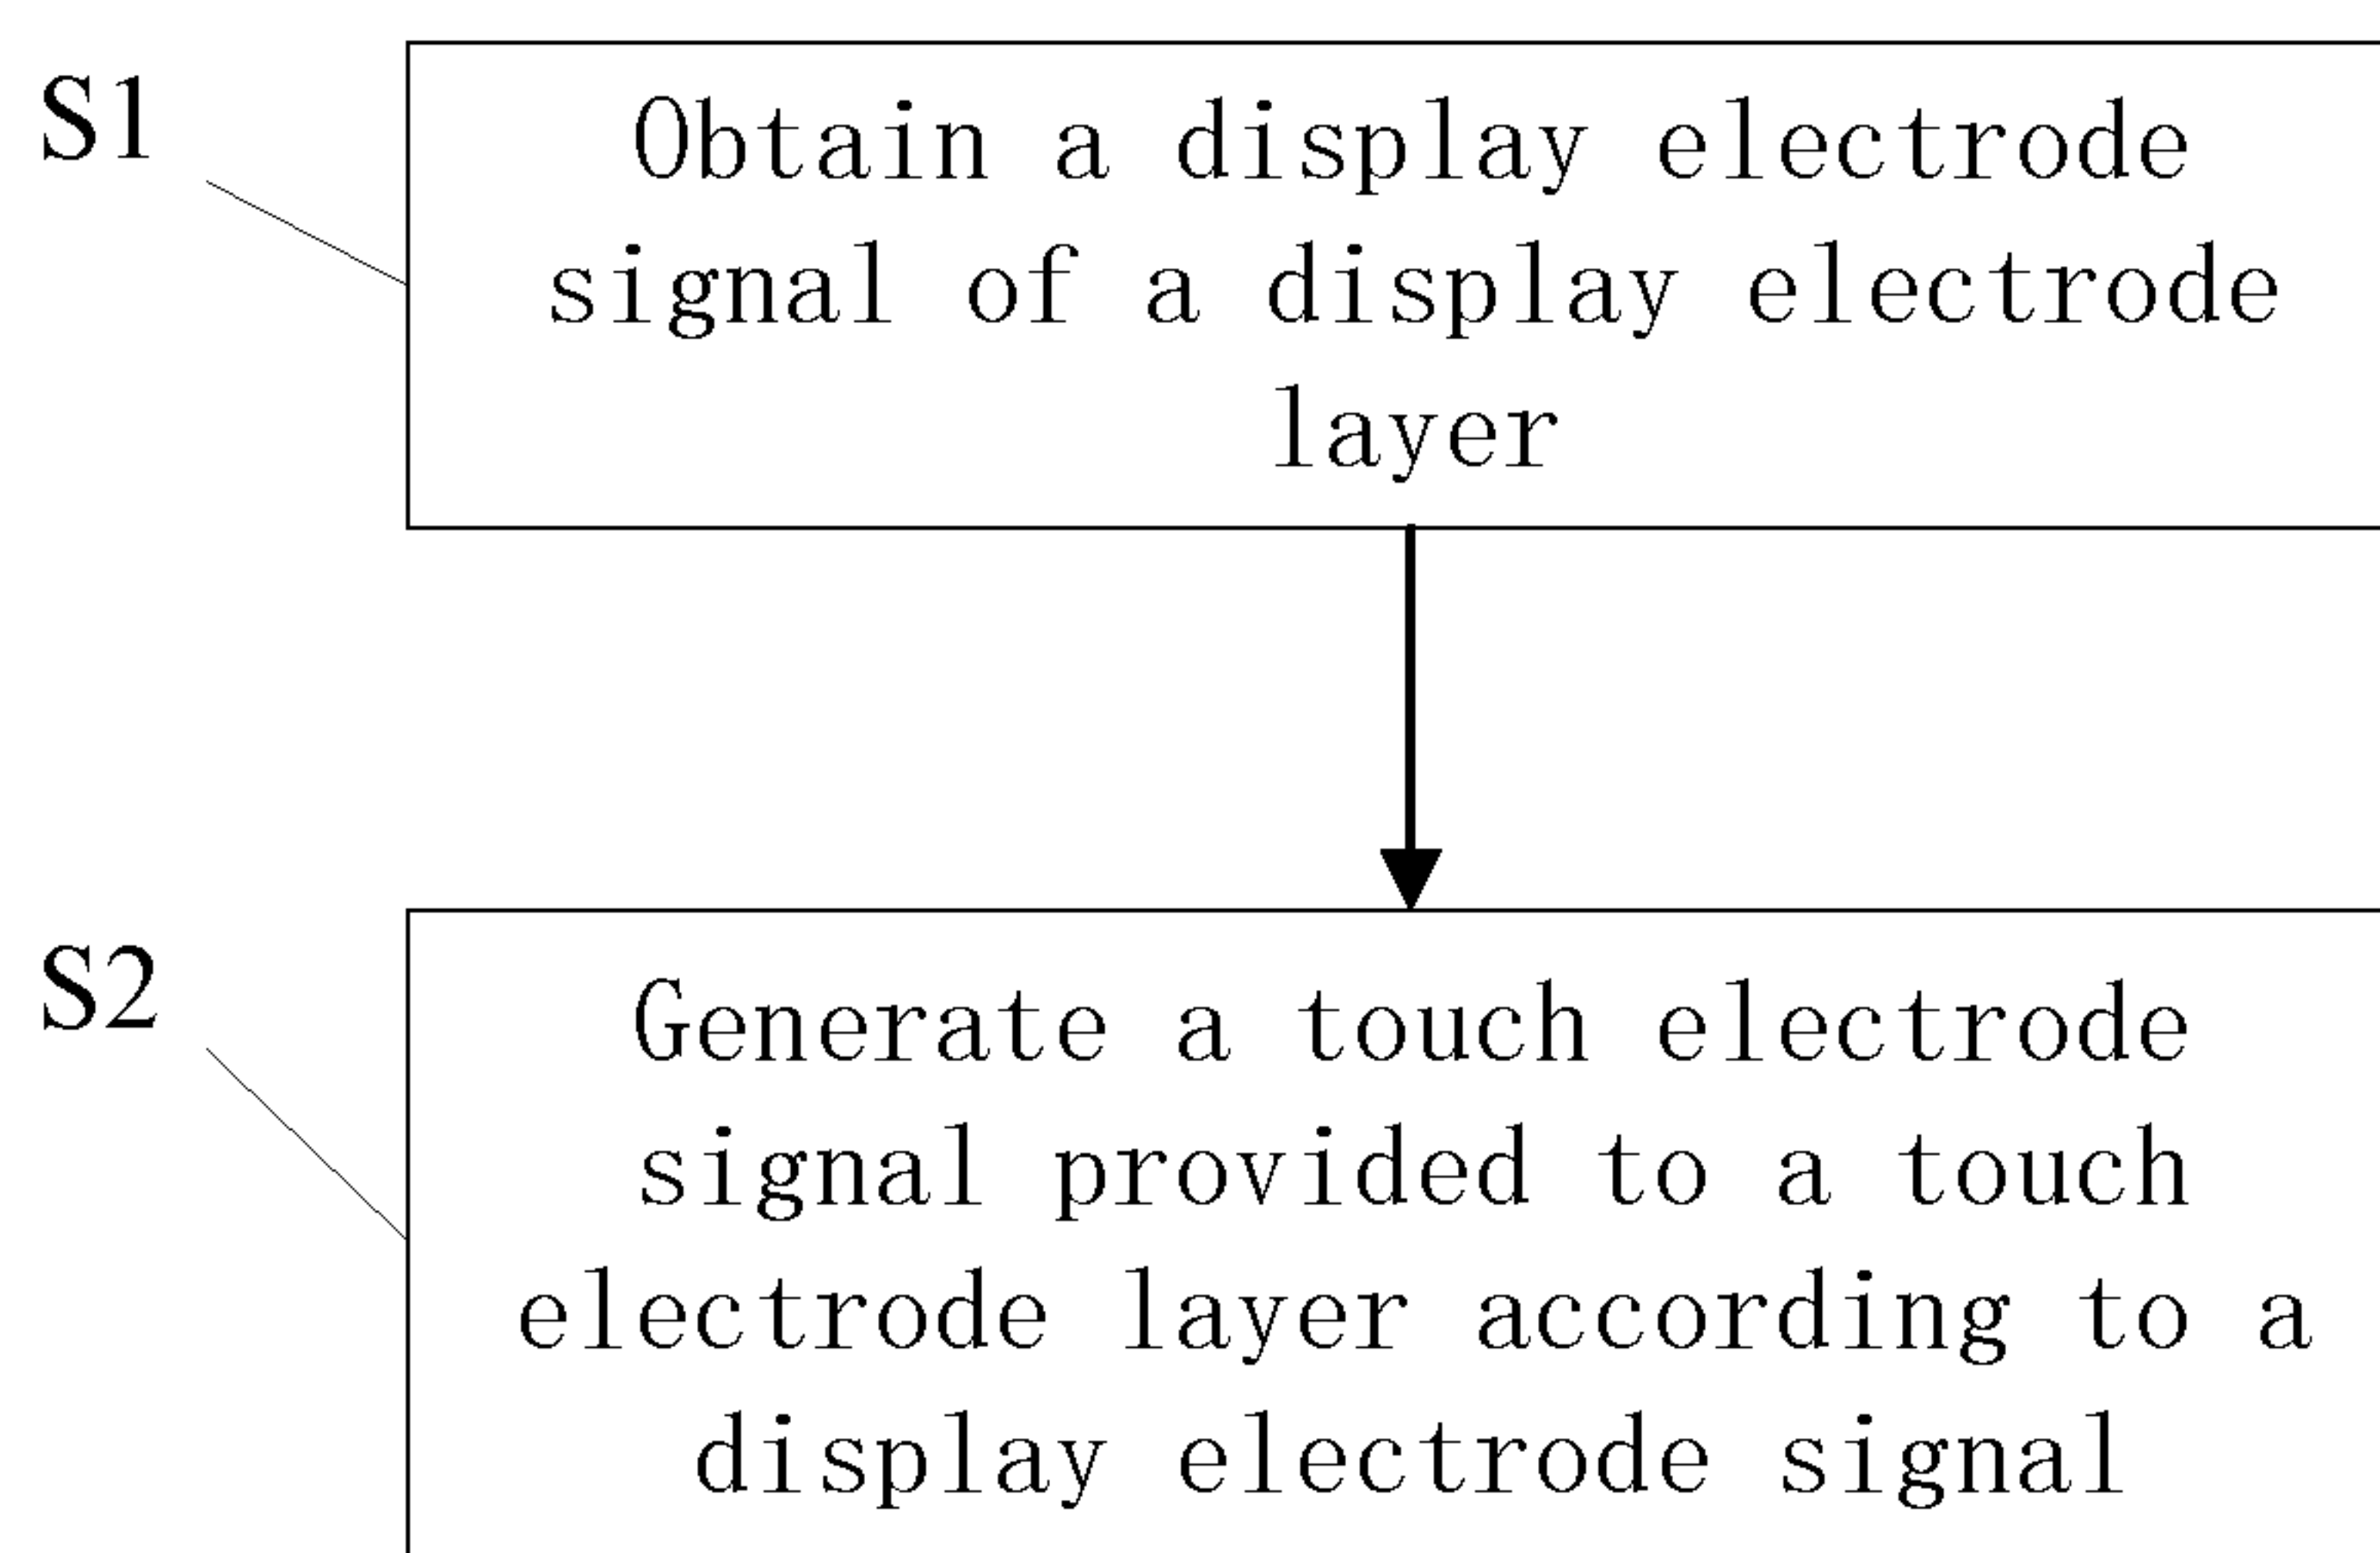 S1
Obtain a display electrode
signal of a display electrode
layer
S2
Generate a touch electrode
signal provided to a touch
electrode layer according to a
display electrode signal